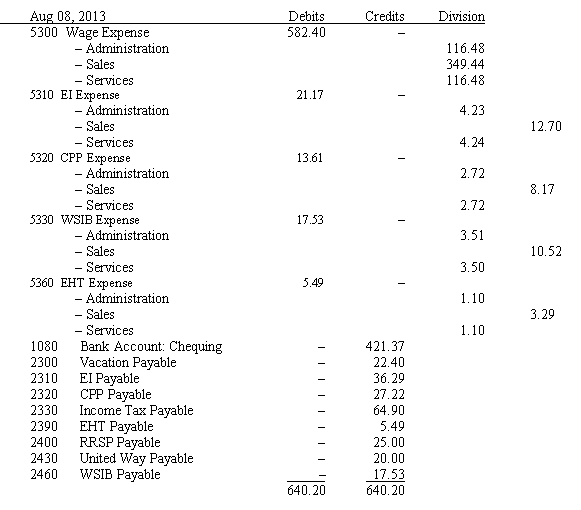 Aug 08, 2013 Debits Credits Division
5300 Wage Expense 582.40 –
– Administration 116.48
– Sales 349.44
– Services 116.48
5310 EI Expense 21.17 –
– Administration 4.23
– Sales 12.70
– Services 4.24
5320 CPP Expense 13.61 –
– Administration 2.72
– Sales 8.17
– Services 2.72
5330 WSIB Expense 17.53 –
– Administration 3.51
– Sales 10.52
– Services 3.50
5360 EHT Expense 5.49 –
– Administration 1.10
– Sales 3.29
– Services 1.10
1080 Bank Account: Chequing – 421.37
2300 Vacation Payable – 22.40
2310 EI Payable – 36.29
2320 CPP Payable – 27.22
2330 Income Tax Payable – 64.90
2390 EHT Payable – 5.49
2400 RRSP Payable – 25.00
2430 United Way Payable – 20.00
2460 WSIB Payable – 17.53
640.20 640.20